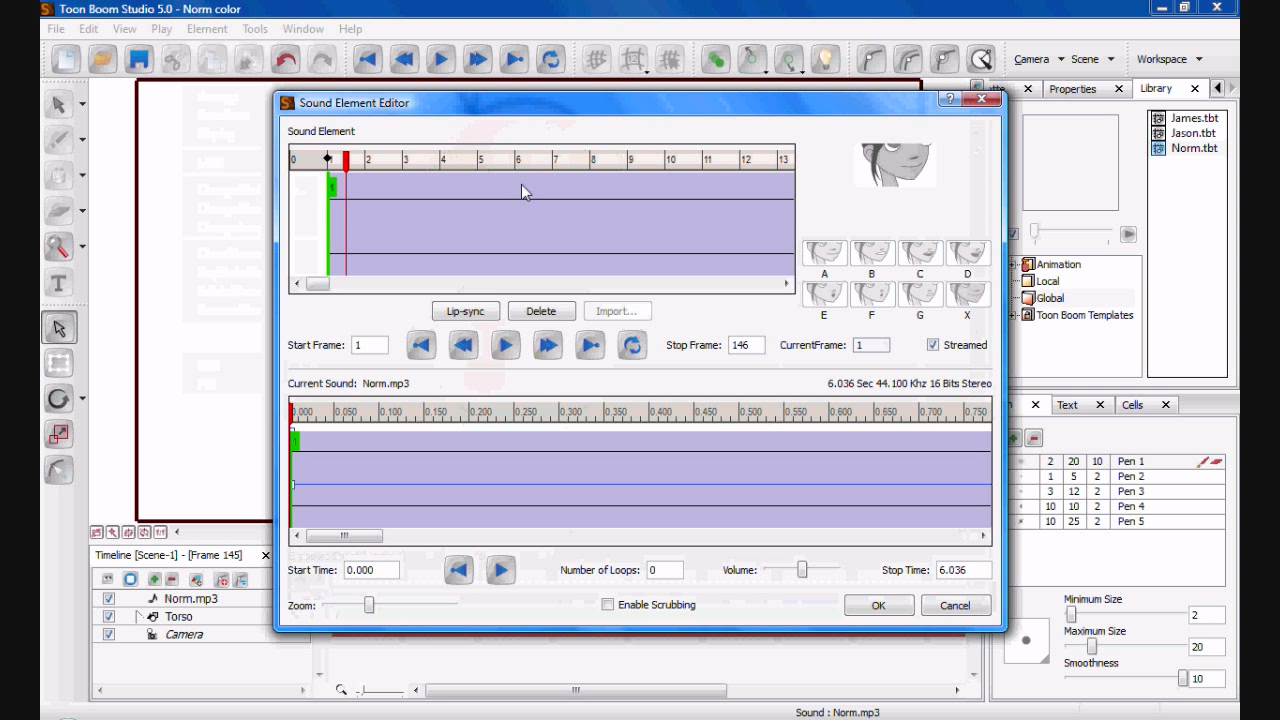 Toon Boom Studio 5.0 - Norm color
File Edit View Play Element Tools Window Help
Camera Scene Workspace
Sound Element Editor
Properties Library
Sound Element
0 2 3 4 5 6 7 8 9 10 11 12 13
1
James.tbt
Jason.tbt
Norm.tbt
A B C D
E F G X
Animation
Local
Global
Toon Boom Templates
Lip-sync Delete Import...
Start Frame: 1 Stop Frame: 146 CurrentFrame: 1 Streamed
Current Sound: Norm.mp3 6.036 Sec 44.100 Khz 16 Bits Stereo
0.000 0.050 0.100 0.150 0.200 0.250 0.300 0.350 0.400 0.450 0.500 0.550 0.600 0.650 0.700 0.750
Text Cells
2 20 10 Pen 1
1 5 2 Pen 2
3 12 2 Pen 3
10 10 2 Pen 4
10 25 2 Pen 5
Start Time: 0.000 Number of Loops: 0 Volume: Stop Time: 6.036
Zoom: Enable Scrubbing OK Cancel
Timeline [Scene-1] - [Frame 145]
Norm.mp3
Torso
Camera
Minimum Size
2
Maximum Size
20
Smoothness
10
Sound : Norm.mp3